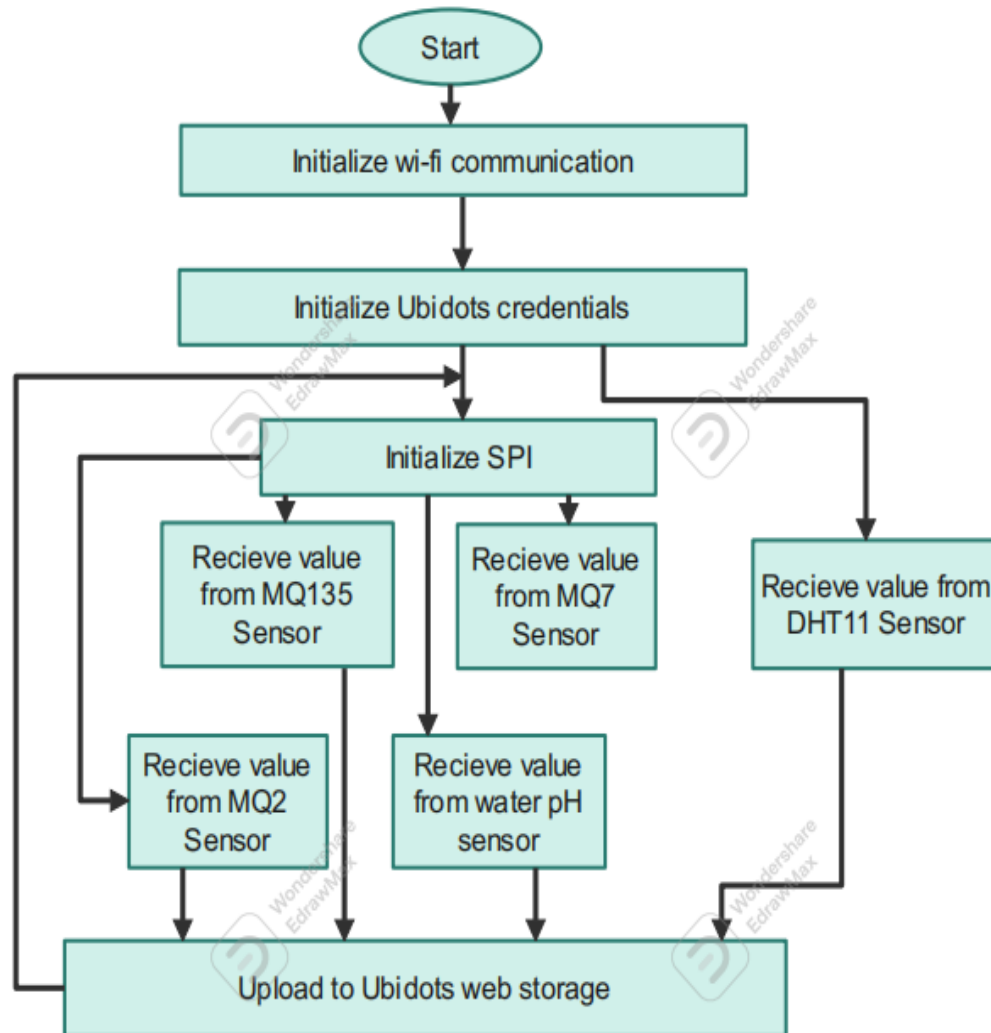 Start
Initialize wi-fi communication
Initialize Ubidots credentials
Wondershare
EdrawMax
Wondershare
EdrawMax
Initialize SPI
Recieve value
from MQ135
Sensor
Recieve value
from MQ7
Sensor
Recieve value from
DHT11 Sensor
Recieve value
from MQ2
Sensor
Recieve value
from water pH
sensor
Wondershare
EdrawMax
Wondershare
EdrawMax
Upload to Ubidots web storage